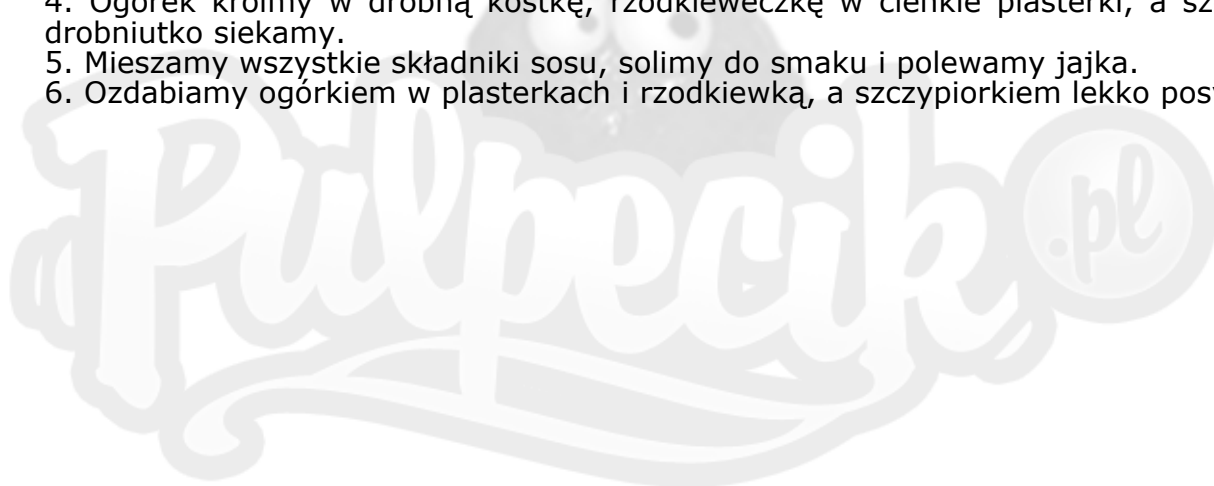 4. Ogórek kroimy w drobną kostkę, rzodkieweczkę w cienkie plasterki, a
drobniutko siekamy.
5. Mieszamy wszystkie składniki sosu, solimy do smaku i polewamy jajka.
6. Ozdabiamy ogórkiem w plasterkach i rzodkiewką, a szczypiorkiem lekko
Pulpecik.pl